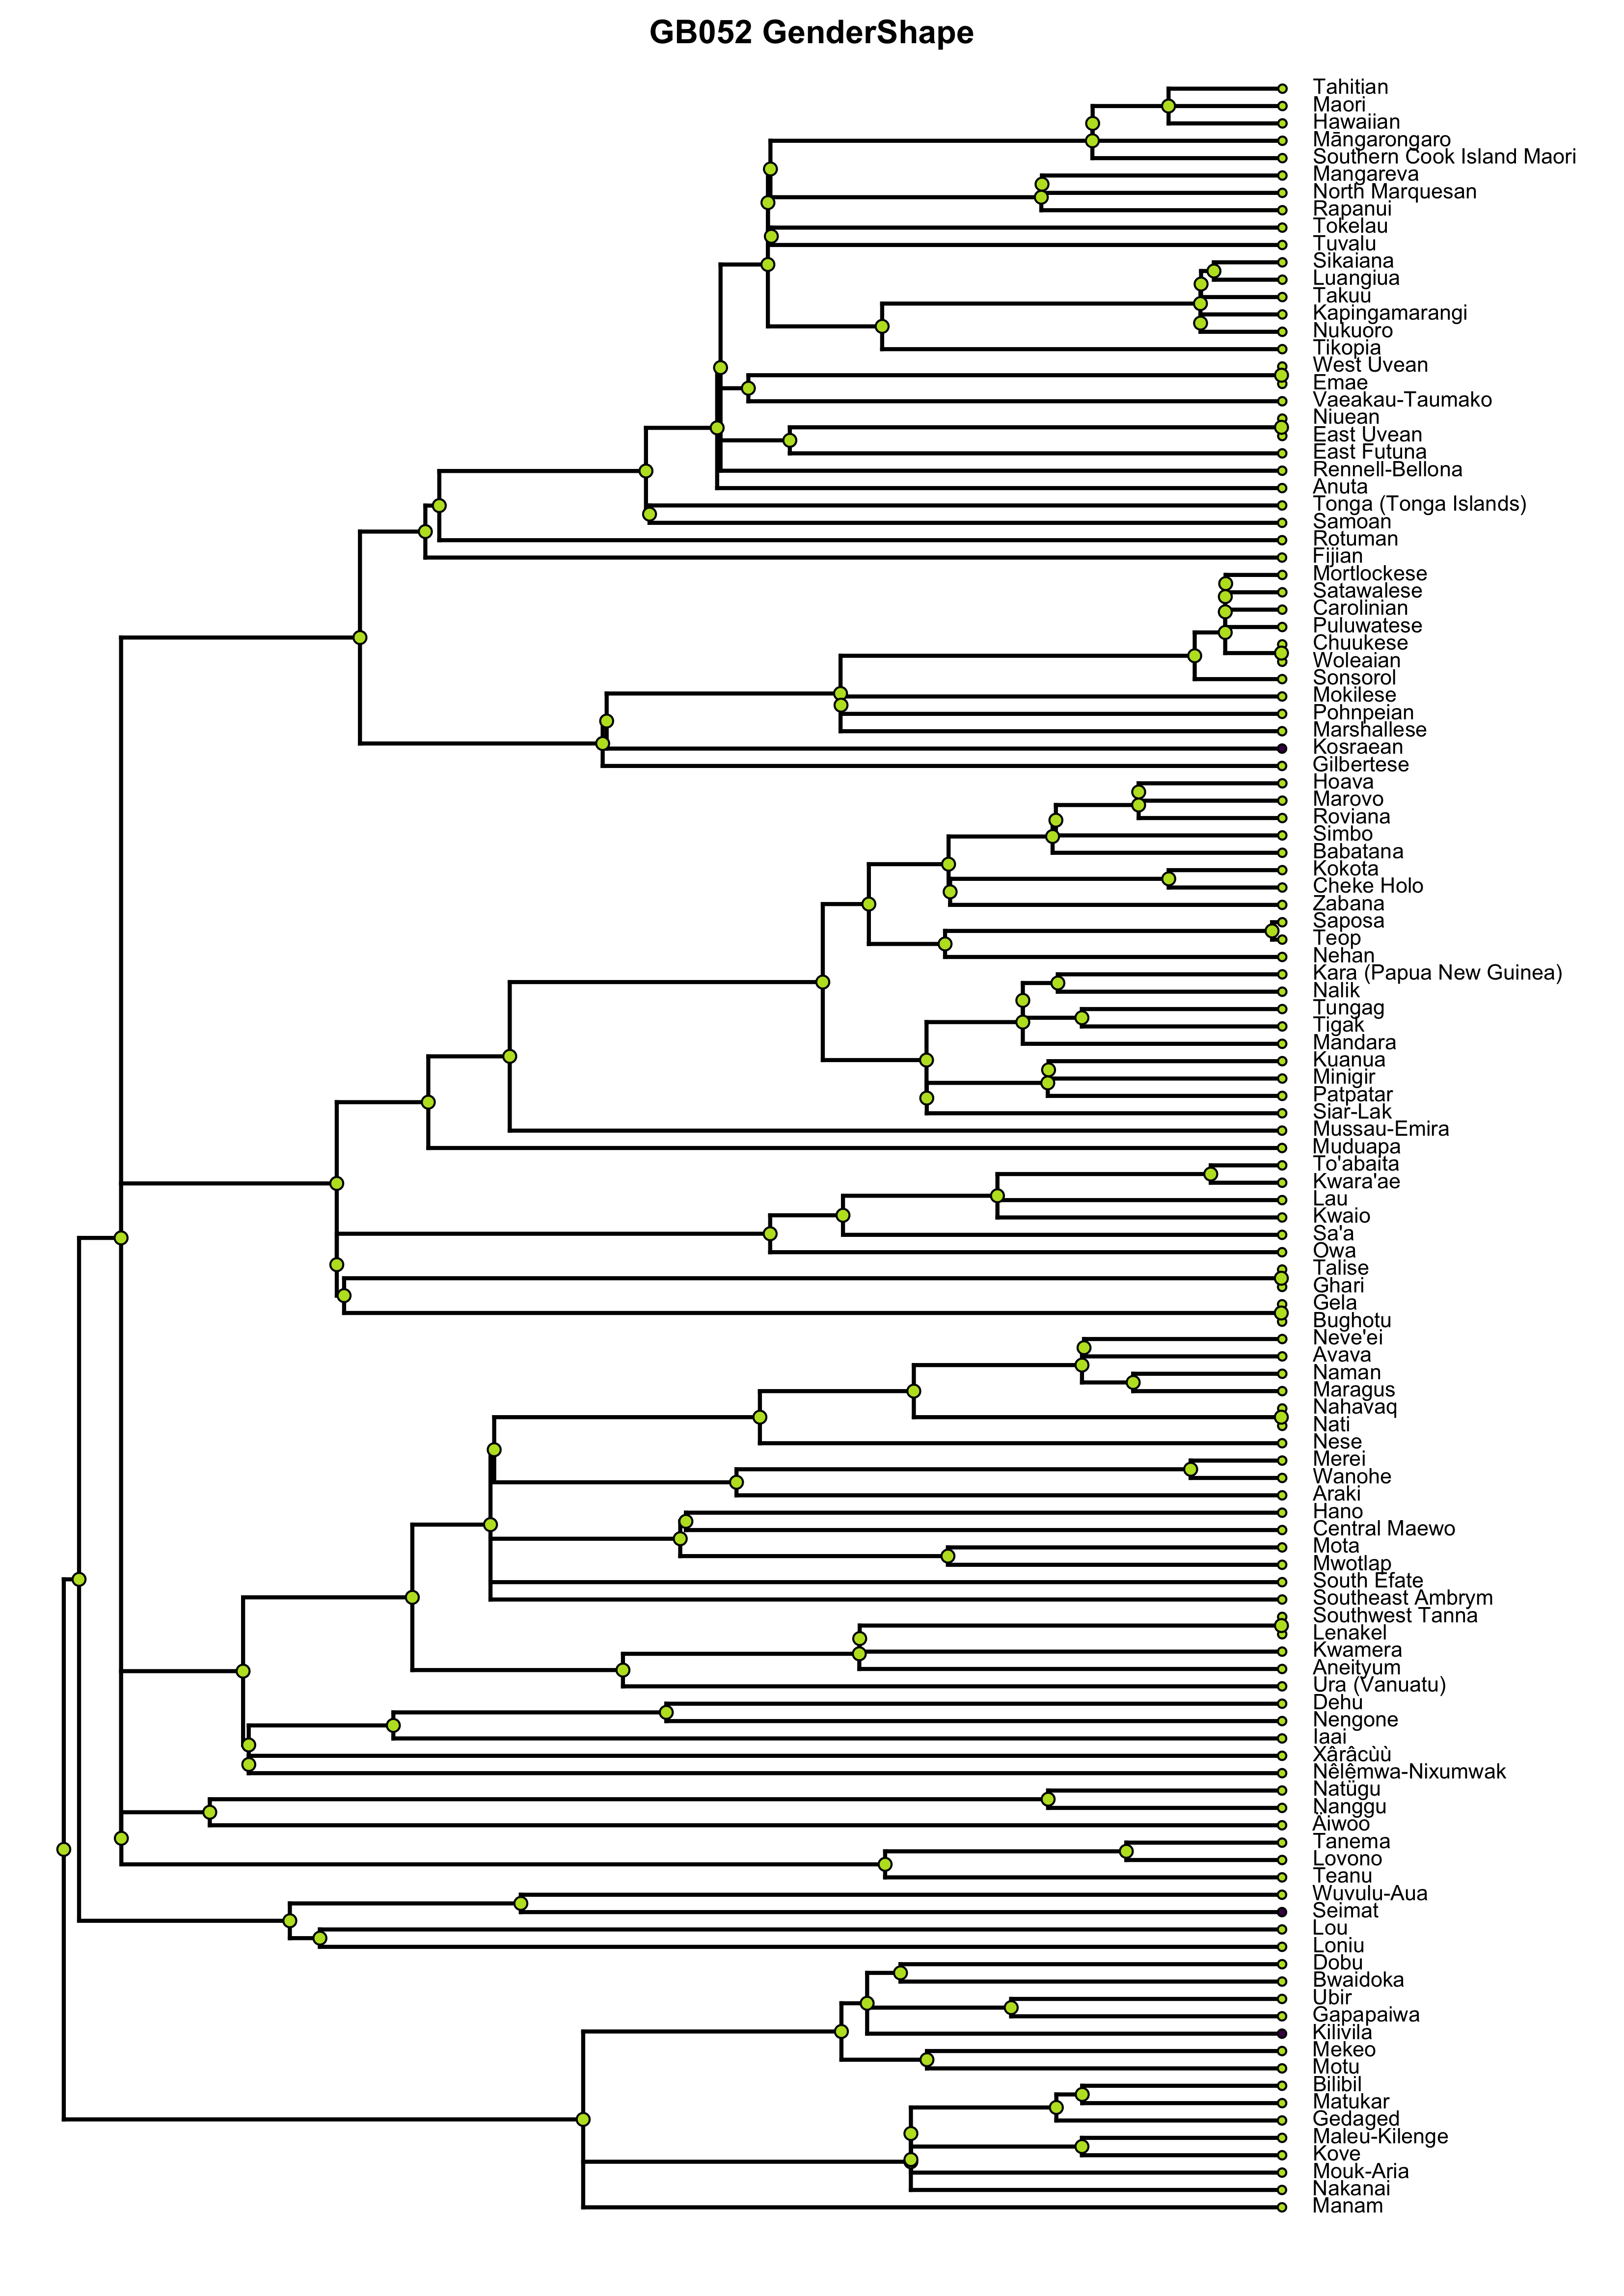 GB052 GenderShape
Tahitian
Maori
Hawaiian
Māngarongaro
Southern Cook Island Maori
Mangareva
North Marquesan
Rapanui
Tokelau
Tuvalu
Sikaiana
Luangiua
Takuu
Kapingamarangi
Nukuoro
Tikopia
West Uvean
Emae
Vaeakau-Taumako
Niuean
East Uvean
East Futuna
Rennell-Bellona
Anuta
Tonga (Tonga Islands)
Samoan
Rotuman
Fijian
Mortlockese
Satawalese
Carolinian
Puluwatese
Chuukese
Woleaian
Sonsorol
Mokilese
Pohnpeian
Marshallese
Kosraean
Gilbertese
Hoava
Marovo
Roviana
Simbo
Babatana
Kokota
Cheke Holo
Zabana
Saposa
Teop
Nehan
Kara (Papua New Guinea)
Nalik
Tungag
Tigak
Mandara
Kuanua
Minigir
Patpatar
Siar-Lak
Mussau-Emira
Muduapa
To'abaita
Kwara'ae
Lau
Kwaio
Sa'a
Owa
Talise
Ghari
Gela
Bughotu
Neve'ei
Avava
Naman
Maragus
Nahavaq
Nati
Nese
Merei
Wanohe
Araki
Hano
Central Maewo
Mota
Mwotlap
South Efate
Southeast Ambrym
Southwest Tanna
Lenakel
Kwamera
Aneityum
Ura (Vanuatu)
Dehu
Nengone
Iaai
Xârâcùù
Nêlêmwa-Nixumwak
Natügu
Nanggu
Äiwoo
Tanema
Lovono
Teanu
Wuvulu-Aua
Seimat
Lou
Loniu
Dobu
Bwaidoka
Ubir
Gapapaiwa
Kilivila
Mekeo
Motu
Bilibil
Matukar
Gedaged
Maleu-Kilenge
Kove
Mouk-Aria
Nakanai
Manam